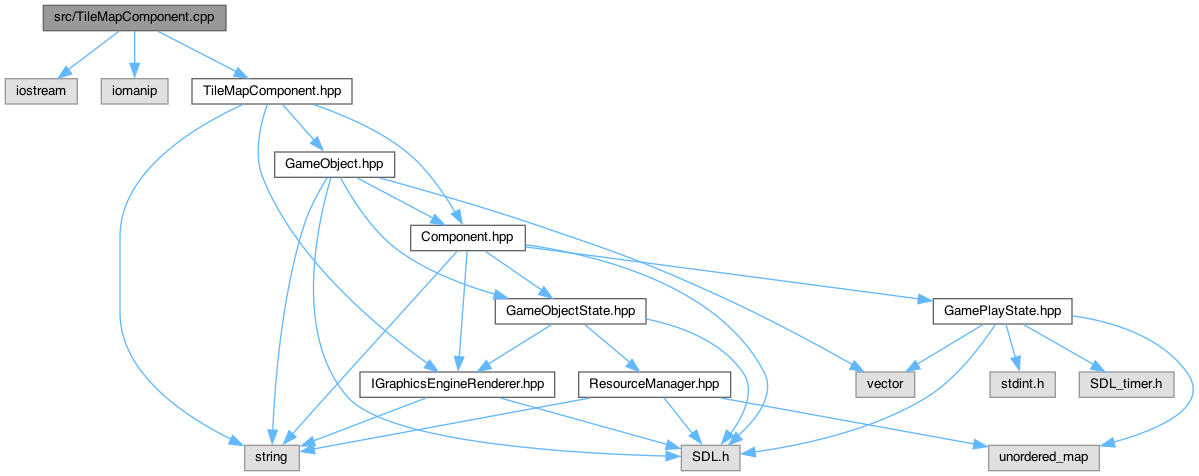 src/TileMapComponent.cpp
iostream
iomanip
TileMapComponent.hpp
GameObject.hpp
Component.hpp
GameObjectState.hpp
GamePlayState.hpp
IGraphicsEngineRenderer.hpp
ResourceManager.hpp
vector
stdint.h
SDL_timer.h
string
SDL.h
unordered_map